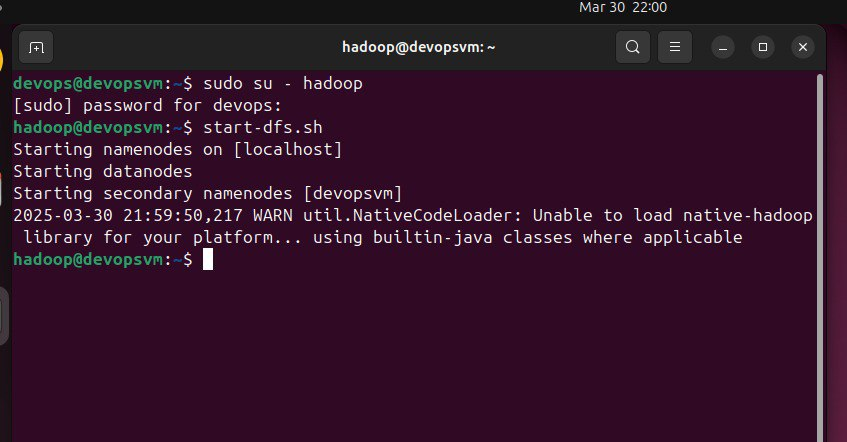 Mar 30 22:00
hadoop@devopsvm: ~
devops@devopsvm:~$ sudo su - hadoop
[sudo] password for devops:
hadoop@devopsvm:~$ start-dfs.sh
Starting namenodes on [localhost]
Starting datanodes
Starting secondary namenodes [devopsvm]
2025-03-30 21:59:50,217 WARN util.NativeCodeLoader: Unable to load native-hadoop
 library for your platform... using builtin-java classes where applicable
hadoop@devopsvm:~$